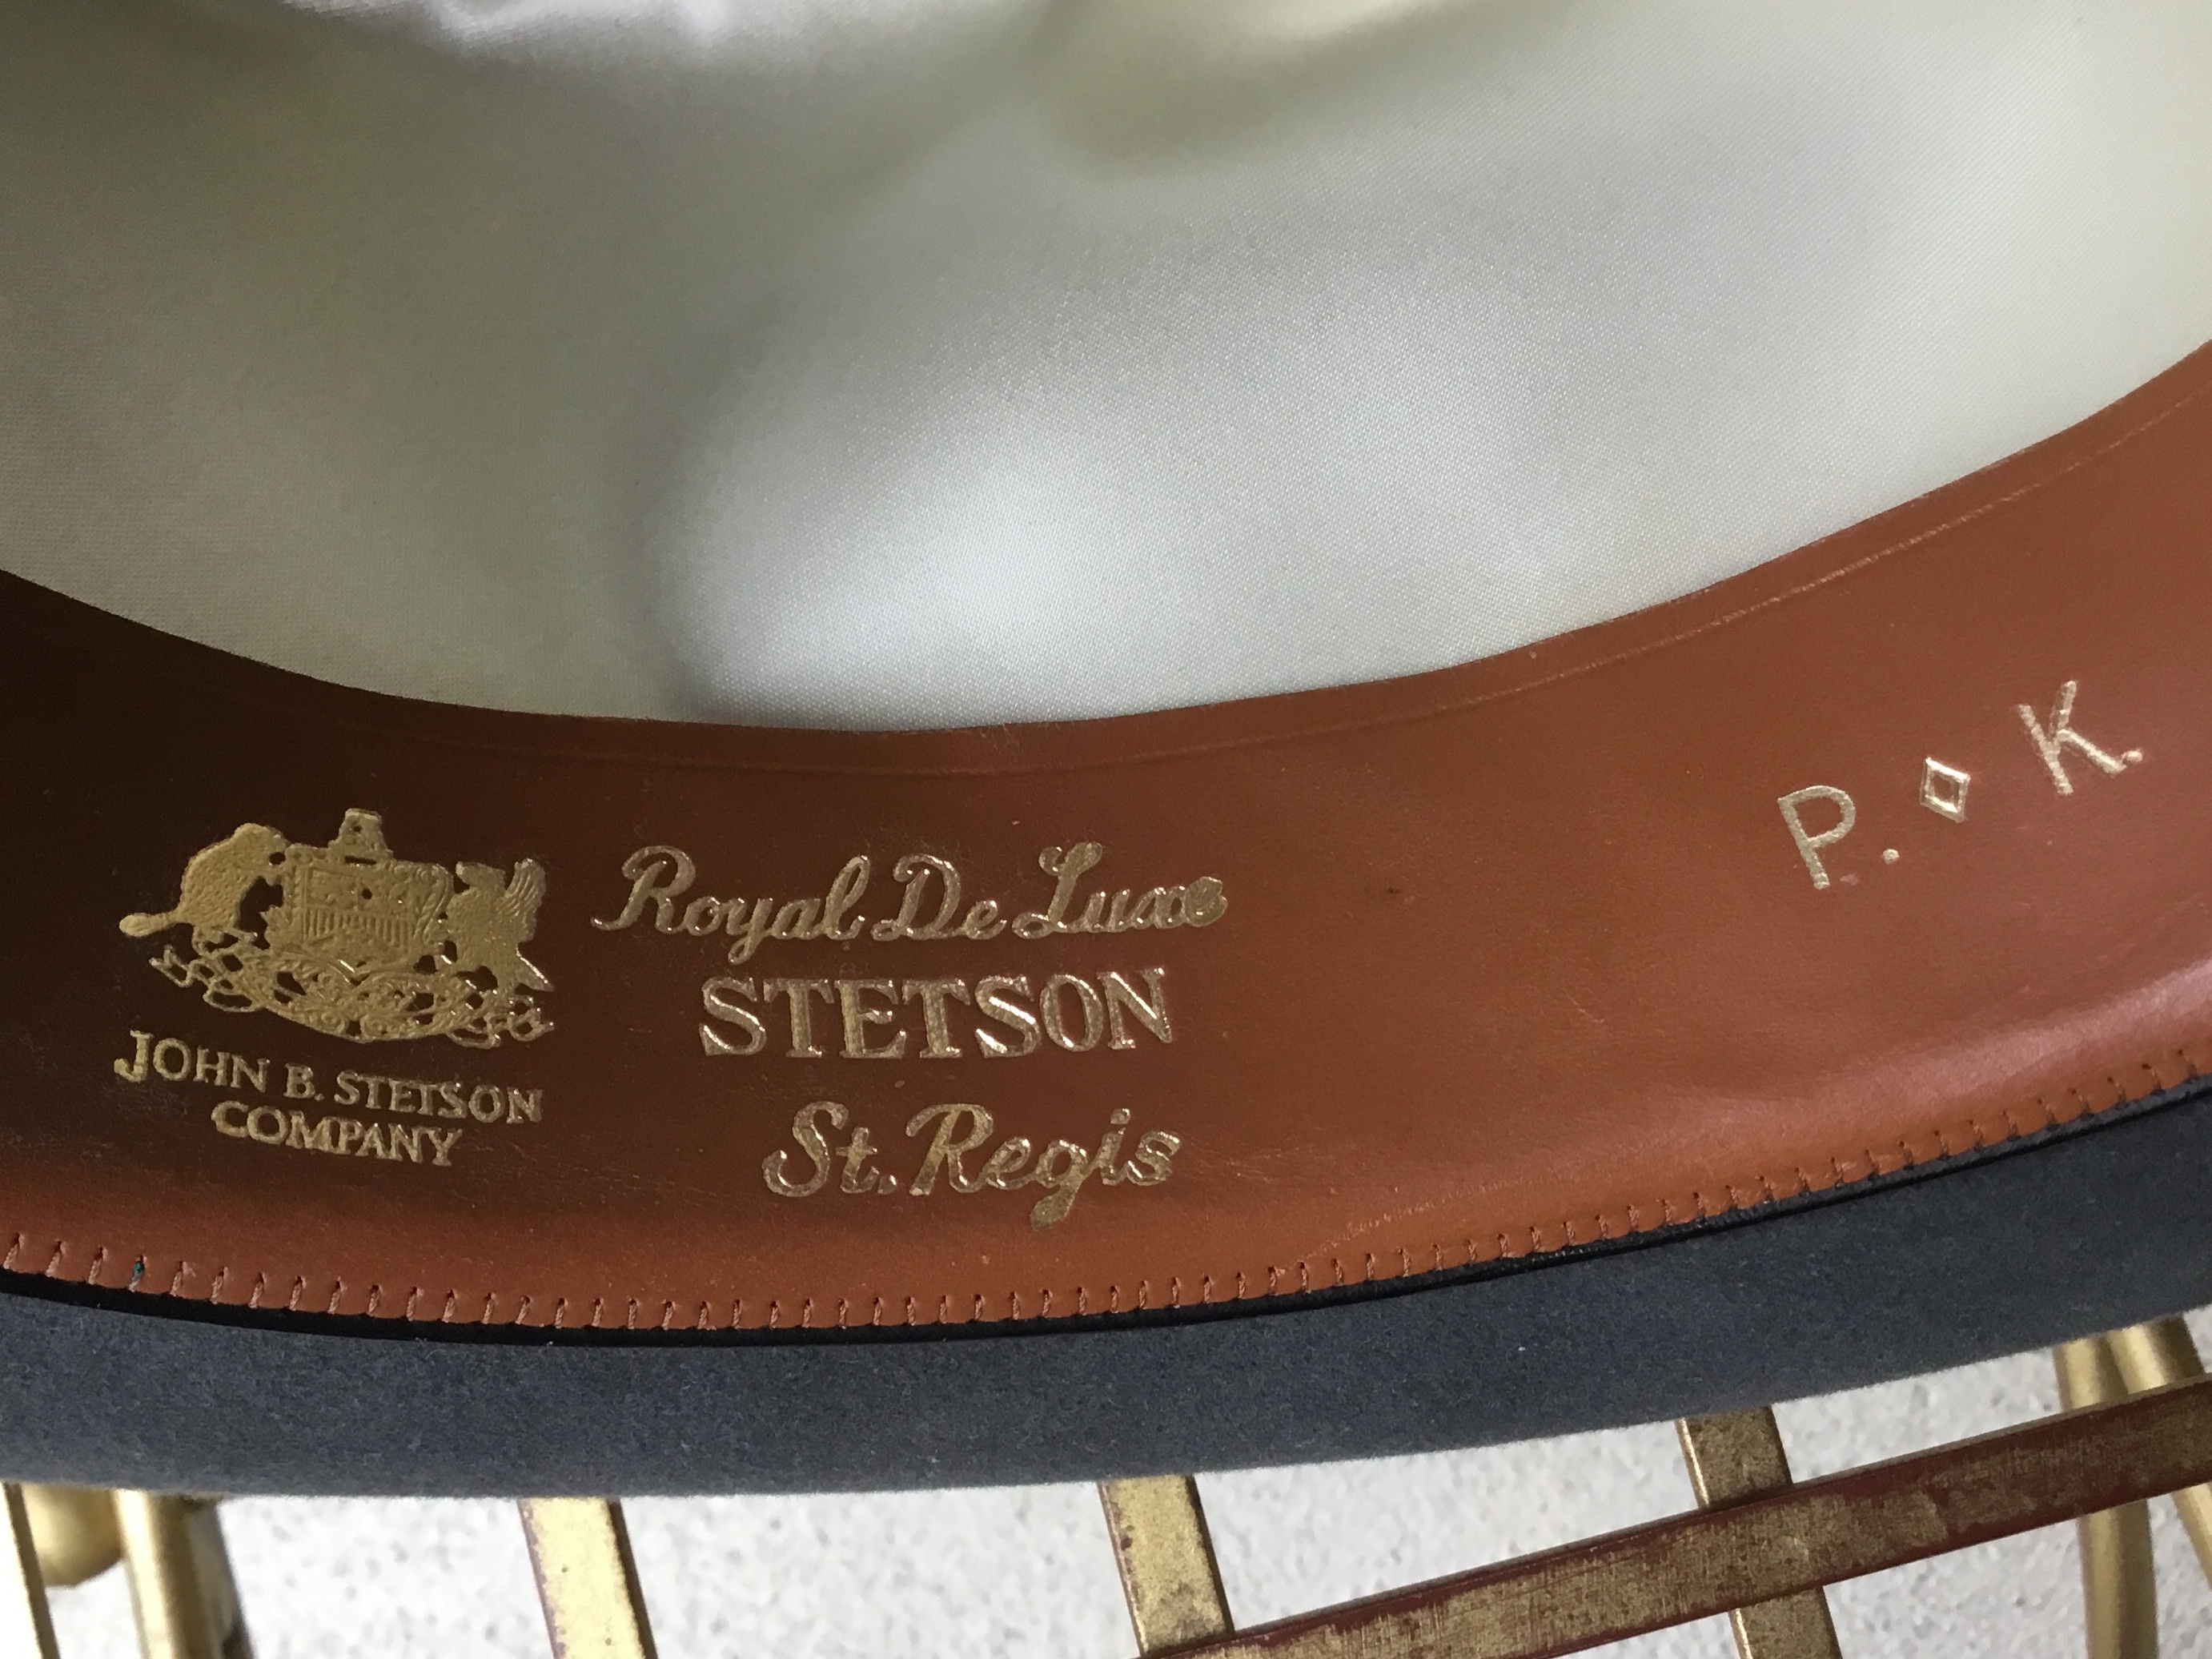 JOHN B. STETSON
COMPANY
Royal De Luxe
STETSON
St. Regis
P. ◇ K.